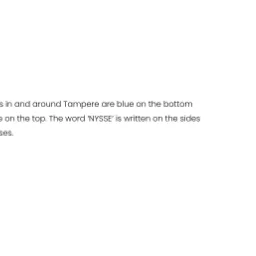 s in and around Tampere are blue on the bottom
e on the top. The word 'NYSSE' is written on the sides
ses.